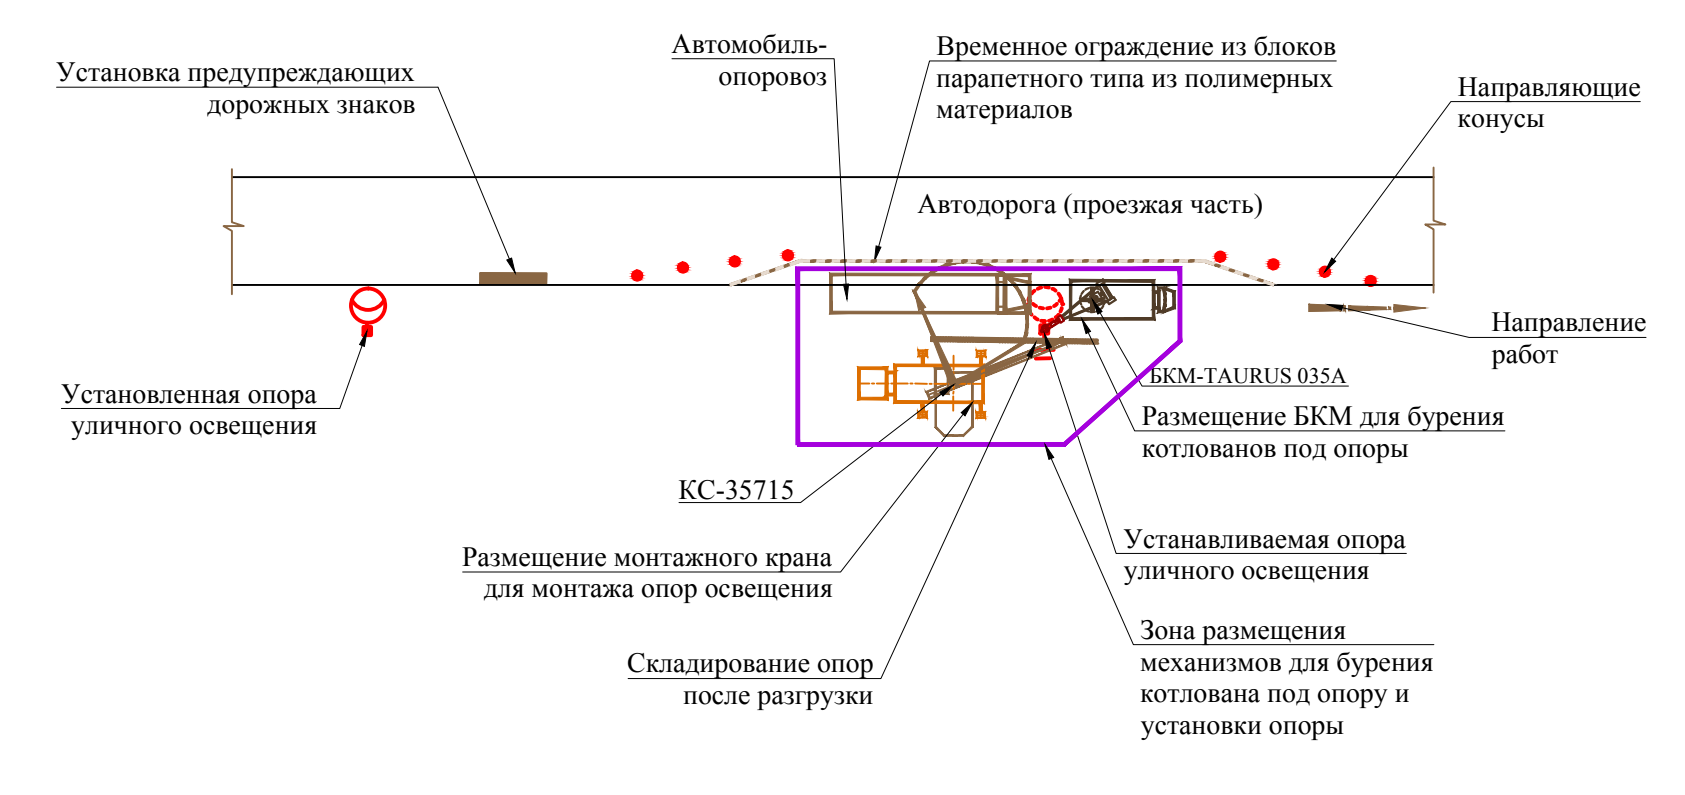 Автомобиль-
опоровоз
Временное ограждение из блоков
парапетного типа из полимерных
материалов
Установка предупреждающих
дорожных знаков
Направляющие
конусы
Автодорога (проезжая часть)
Направление
работ
Установленная опора
уличного освещения
БКМ-TAURUS 035А
Размещение БКМ для бурения
котлованов под опоры
КС-35715
Размещение монтажного крана
для монтажа опор освещения
Устанавливаемая опора
уличного освещения
Складирование опор
после разгрузки
Зона размещения
механизмов для бурения
котлована под опору и
установки опоры